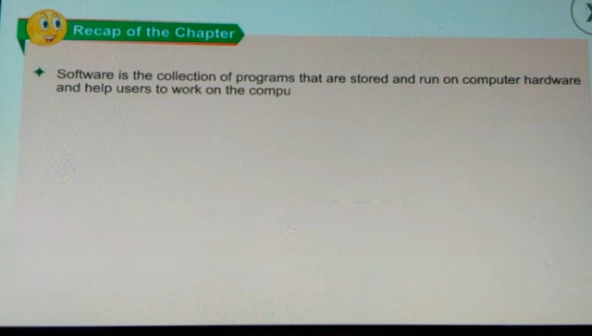 Recap of the Chapter
Software is the collection of programs that are stored and run on computer hardware
and help users to work on the compu